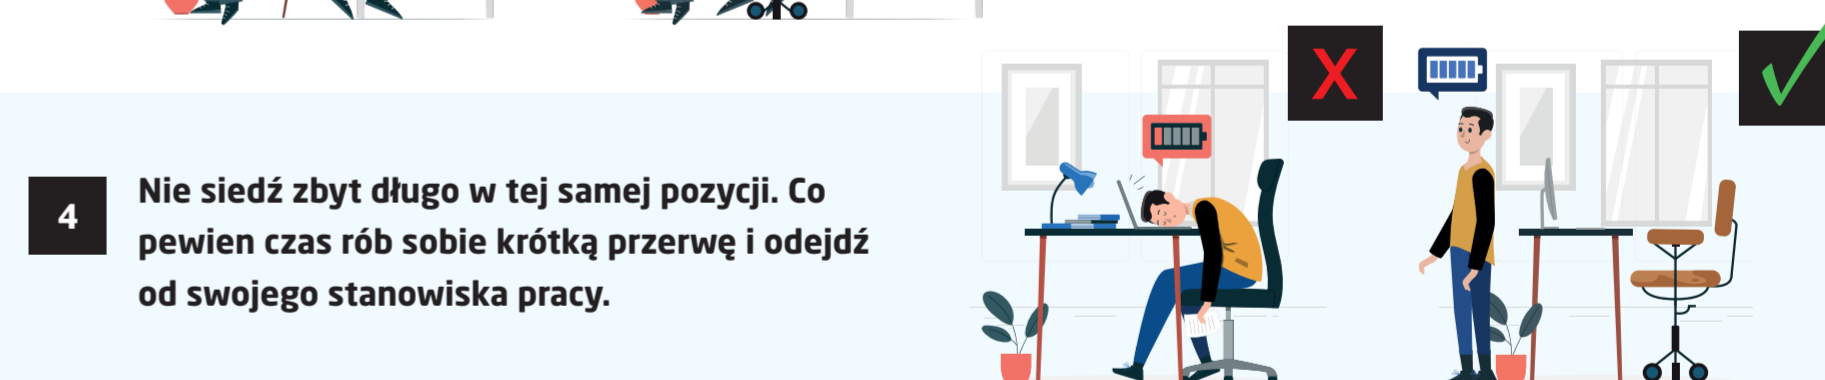 4
Nie siedź zbyt długo w tej samej pozycji. Co
pewien czas rób sobie krótką przerwę i odejdź
od swojego stanowiska pracy.
X